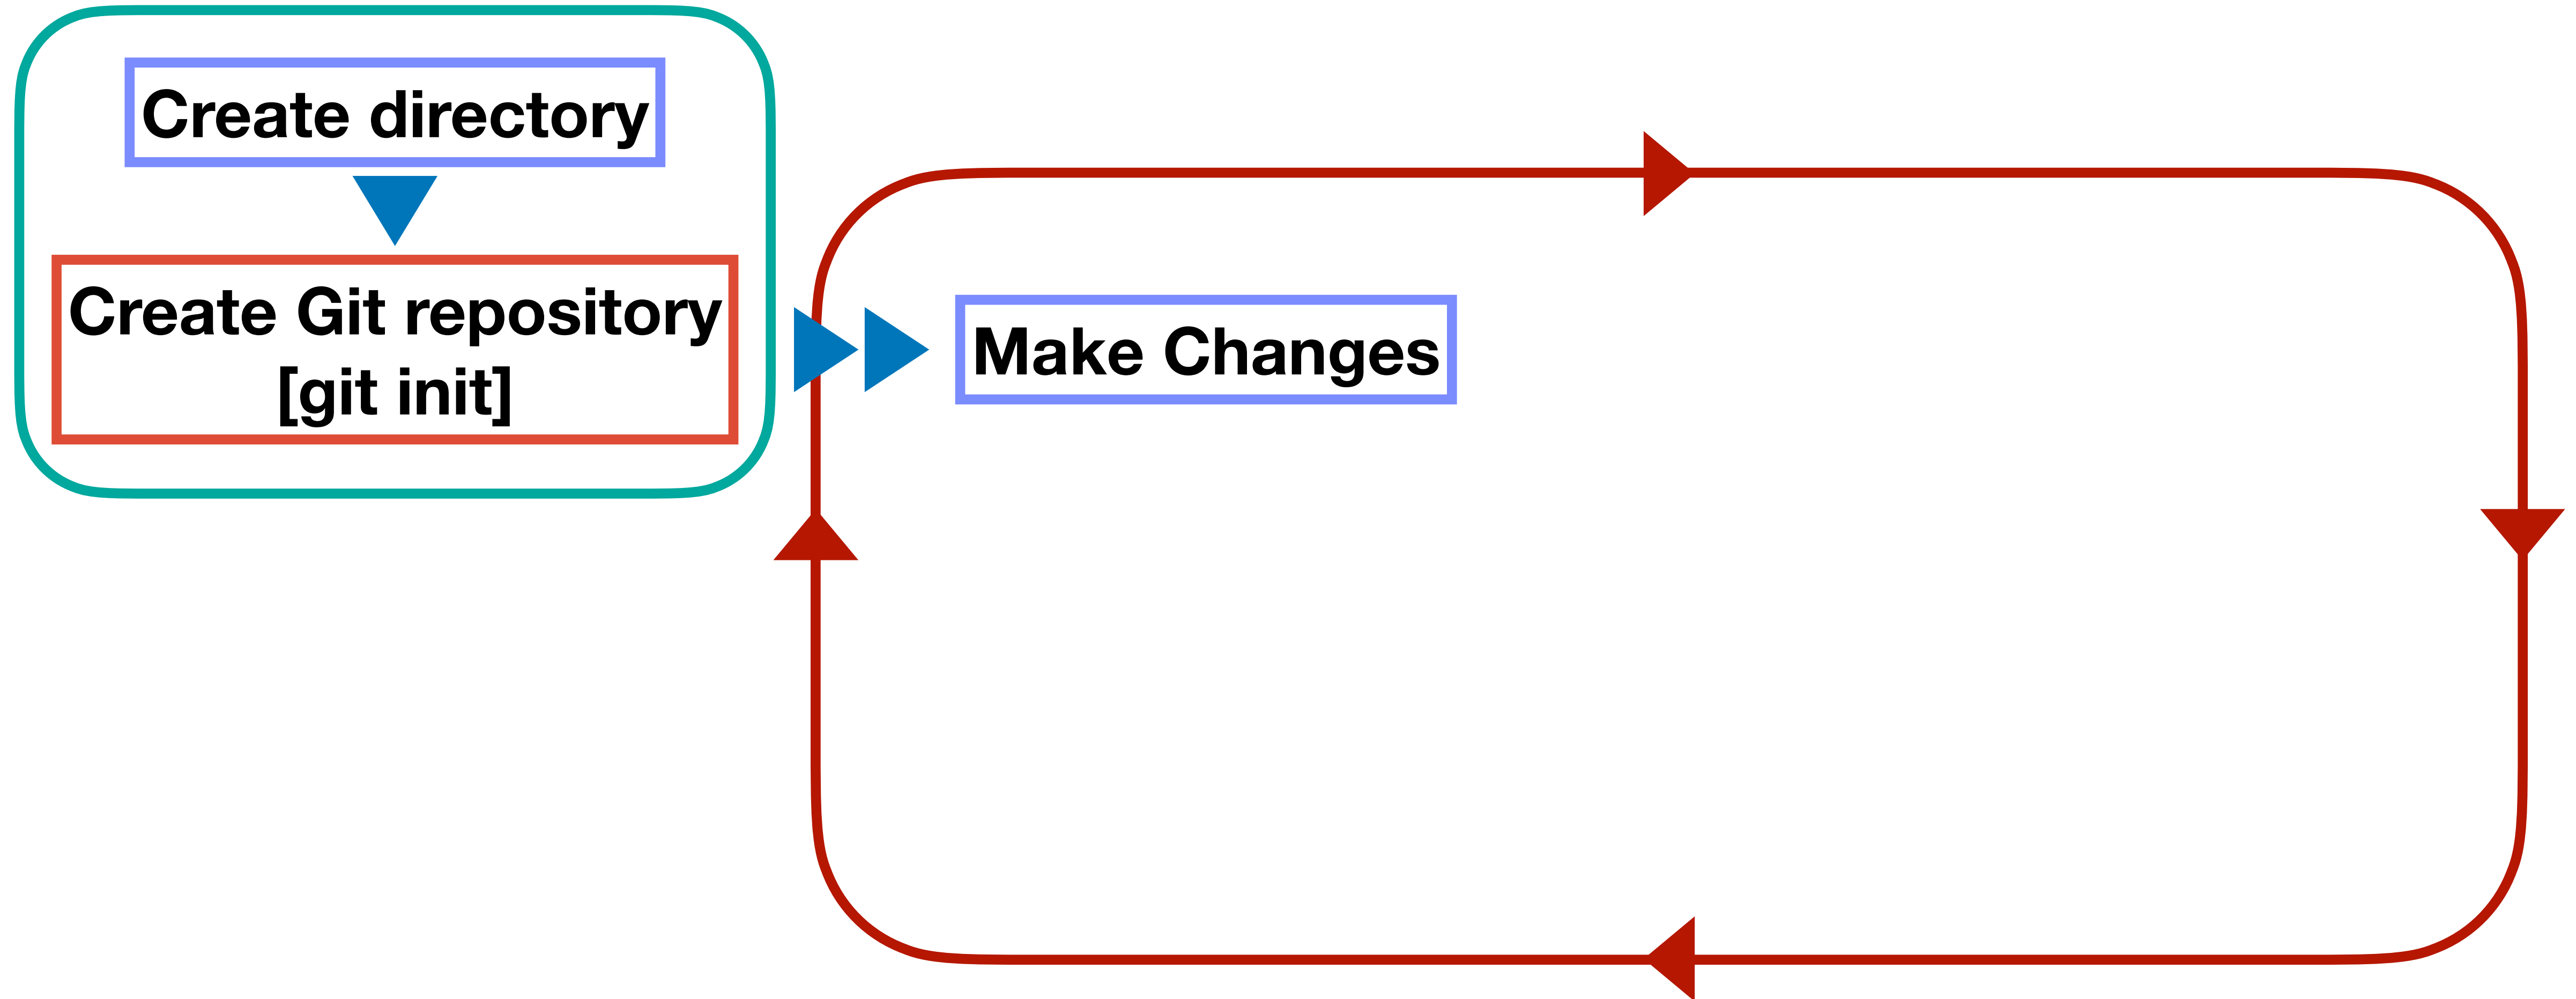 Create directory
Create Git repository
[git init]
Make Changes